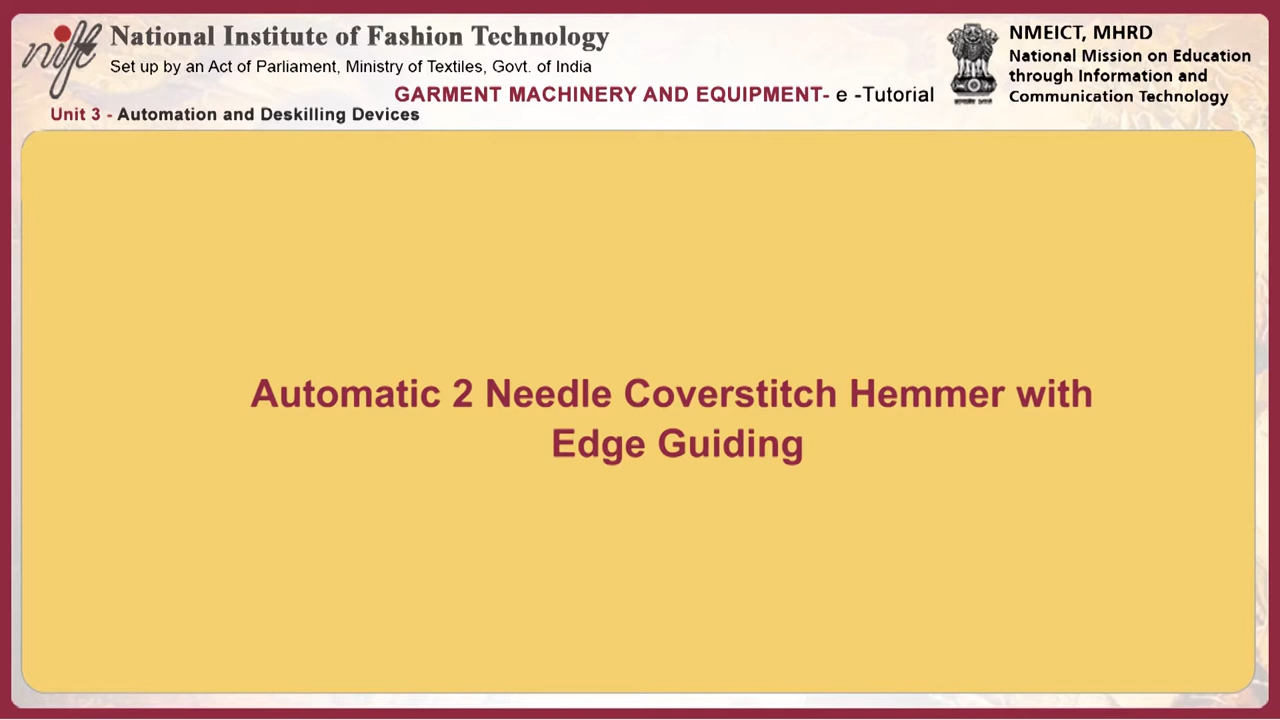 nift
National Institute of Fashion Technology
Set up by an Act of Parliament, Ministry of Textiles, Govt. of India
GARMENT MACHINERY AND EQUIPMENT- e -Tutorial
Unit 3 - Automation and Deskilling Devices
NMEICT, MHRD
National Mission on Education
through Information and
Communication Technology
Automatic 2 Needle Coverstitch Hemmer with
Edge Guiding